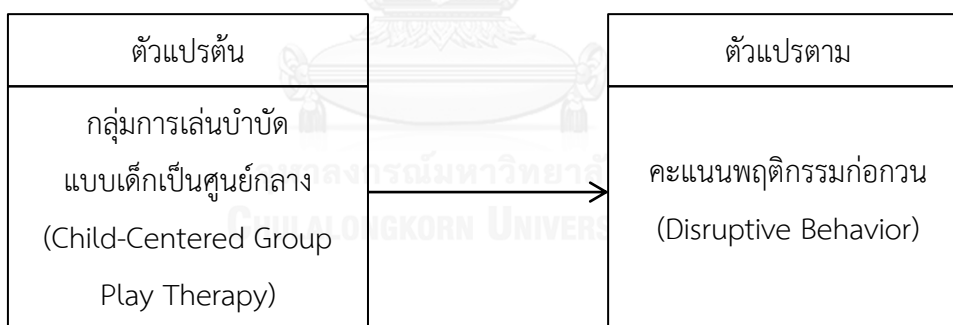 ตัวแปรต้น
กลุ่มการเล่นบำบัด
แบบเด็กเป็นศูนย์กลาง
(Child-Centered Group
Play Therapy)
ตัวแปรตาม
คะแนนพฤติกรรมก่อกวน
(Disruptive Behavior)